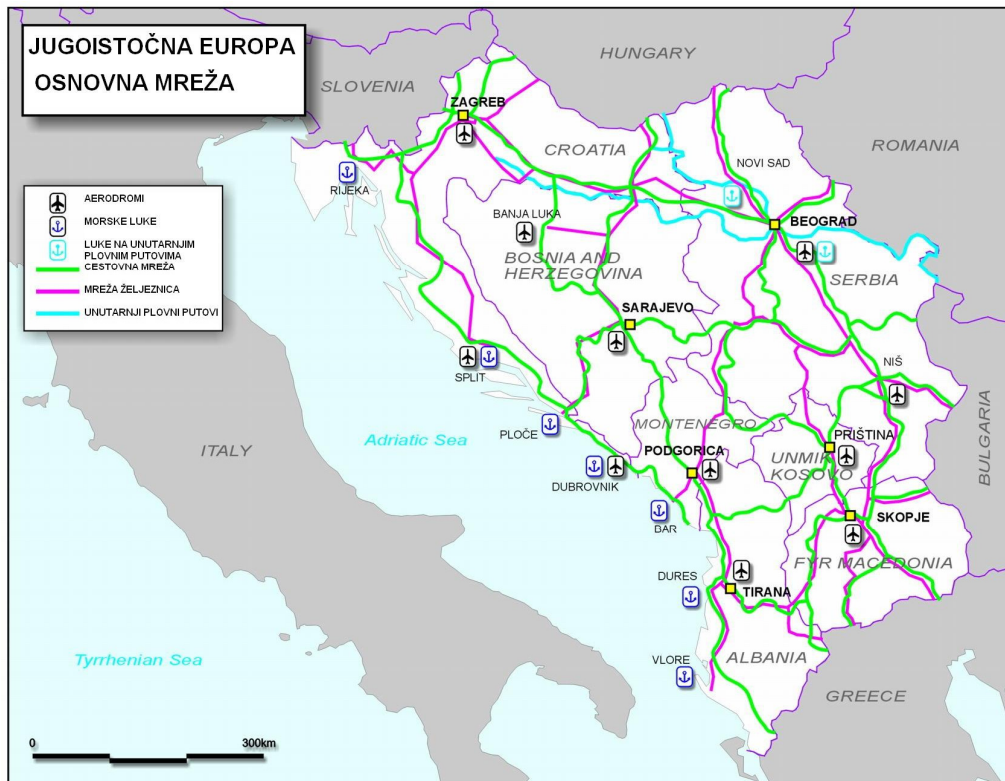 JUGOISTOČNA EUROPA
OSNOVNA MREŽA
AERODROMI
MORSKE LUKE
LUKE NA UNUTARNJIM
PLOVNIM PUTOVIMA
CESTOVNA MREŽA
MREŽA ŽELJEZNICA
UNUTARNJI PLOVNI PUTOVI
HUNGARY
SLOVENIA
ZAGREB
CROATIA
ROMANIA
NOVI SAD
RIJEKA
BANJA LUKA
BEOGRAD
BOSNIA AND
HERZEGOVINA
SERBIA
SARAJEVO
NIŠ
SPLIT
BULGARIA
MONTENEGRO
PLOČE
Adriatic Sea
ITALY
PRIŠTINA
PODGORICA
UNMIK
KOSOVO
DUBROVNIK
SKOPJE
BAR
FYR MACEDONIA
DURES
TIRANA
Tyrrhenian Sea
VLORE
ALBANIA
GREECE
0
300km